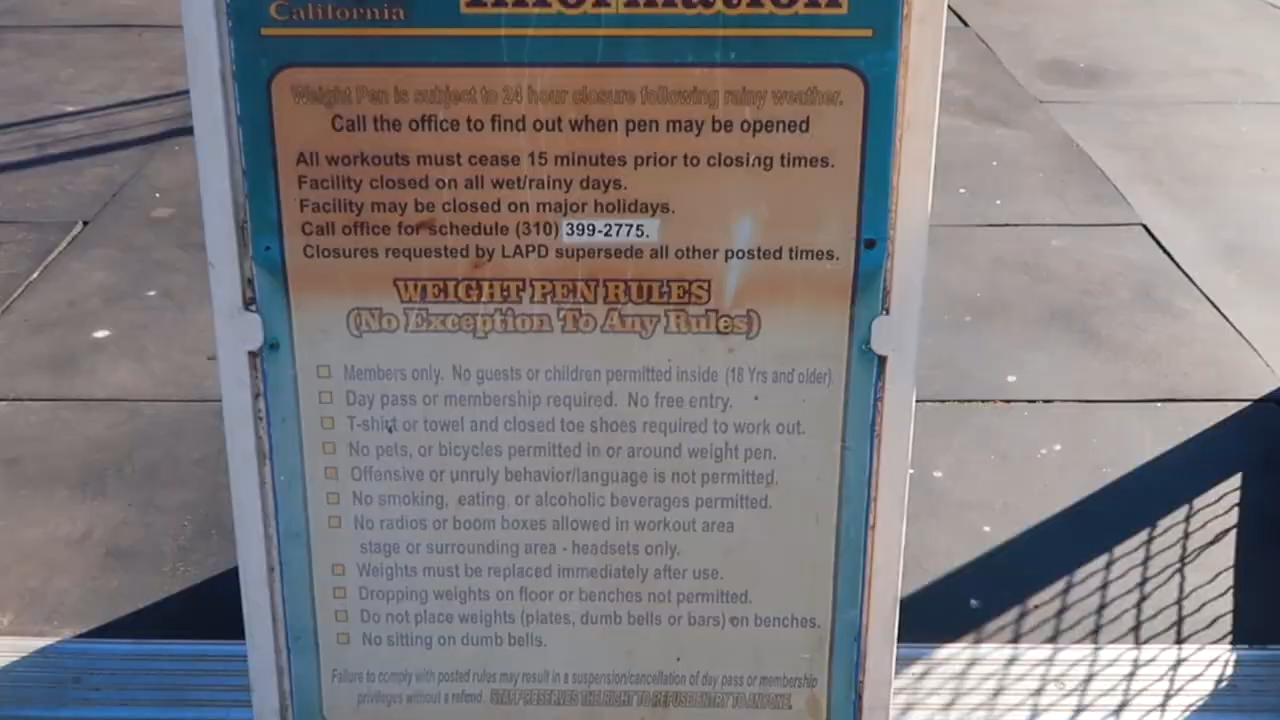 California Information
Weight Pen is subject to 24 hour closure following rainy weather.
Call the office to find out when pen may be opened
All workouts must cease 15 minutes prior to closing times.
Facility closed on all wet/rainy days.
Facility may be closed on major holidays.
Call office for schedule (310) 399-2775.
Closures requested by LAPD supersede all other posted times.
WEIGHT PEN RULES
(No Exception To Any Rules)
Members only. No guests or children permitted inside (18 Yrs and older)
Day pass or membership required. No free entry.
T-shirt or towel and closed toe shoes required to work out.
No pets, or bicycles permitted in or around weight pen.
Offensive or unruly behavior/language is not permitted.
No smoking, eating, or alcoholic beverages permitted.
No radios or boom boxes allowed in workout area
stage or surrounding area - headsets only.
Weights must be replaced immediately after use.
Dropping weights on floor or benches not permitted.
Do not place weights (plates, dumb bells or bars) on benches.
No sitting on dumb bells.
Failure to comply with posted rules may result in a suspension/cancellation of day pass or membership
privileges without a refund. STAFF RESERVES THE RIGHT TO REFUSE ENTRY TO ANYONE.